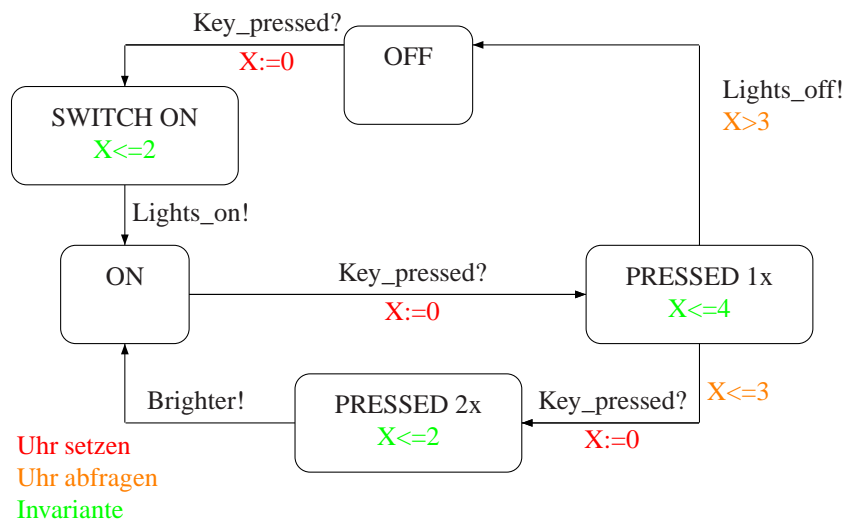 Key_pressed?
X:=0
OFF
Lights_off!
X>3
SWITCH ON
X<=2
Lights_on!
ON
Key_pressed?
X:=0
PRESSED 1x
X<=4
Brighter!
PRESSED 2x
X<=2
Key_pressed?
X:=0
X<=3
Uhr setzen
Uhr abfragen
Invariante